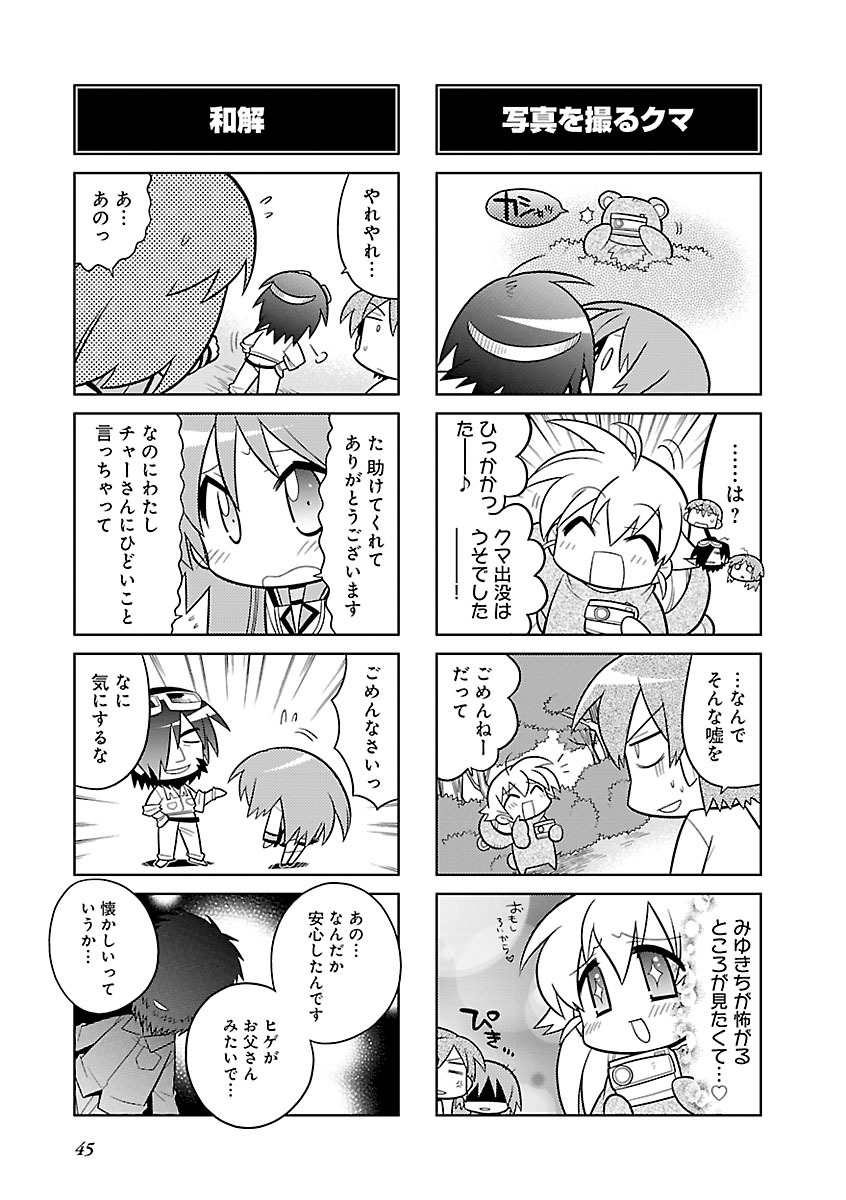 写真を撮るクマ
カシャッ
………は？
ひっかかっ
たー♪
クマ出没は
うそでした
ー！
…なんで
そんな嘘を
ごめんねー
だって
みゆきちが怖がる
ところが見たくて…♡
おもし
ろいから♡
ぴきっ…
和解
やれやれ…
あ…
あのっ
た 助けてくれて
ありがとうございます
なのにわたし
チャーさんにひどいこと
言っちゃって
ごめんなさいっ
なに
気にするな
あの…
なんだか
安心したんです
ヒゲが
お父さん
みたいで…
懐かしいって
いうか…
45